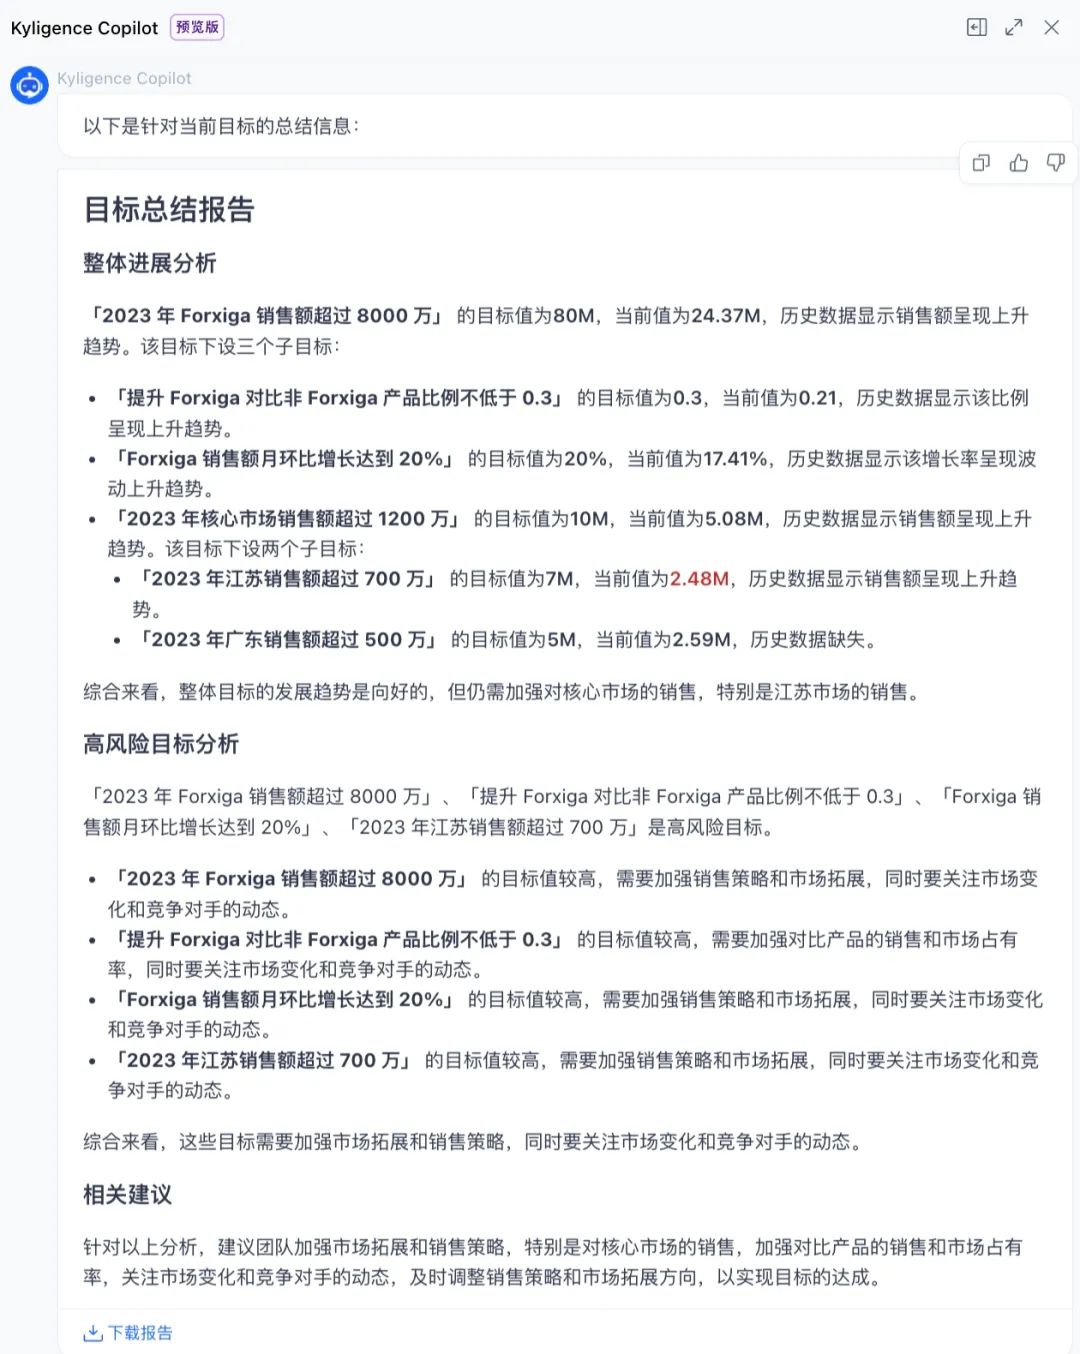 Kyligence Copilot 预览版
Kyligence Copilot
以下是针对当前目标的总结信息：
目标总结报告
整体进展分析
「2023 年 Forxiga 销售额超过 8000 万」 的目标值为80M，当前值为24.37M，历史数据显示销售额呈现上升
趋势。该目标下设三个子目标：
• 「提升 Forxiga 对比非 Forxiga 产品比例不低于 0.3」 的目标值为0.3，当前值为0.21，历史数据显示该比例
呈现上升趋势。
• 「Forxiga 销售额月环比增长达到 20%」 的目标值为20%，当前值为17.41%，历史数据显示该增长率呈现波
动上升趋势。
• 「2023 年核心市场销售额超过 1200 万」 的目标值为10M，当前值为5.08M，历史数据显示销售额呈现上升
趋势。该目标下设两个子目标：
• 「2023 年江苏销售额超过 700 万」 的目标值为7M，当前值为2.48M，历史数据显示销售额呈现上升趋
势。
• 「2023 年广东销售额超过 500 万」 的目标值为5M，当前值为2.59M，历史数据缺失。
综合来看，整体目标的发展趋势是向好的，但仍需加强对核心市场的销售，特别是江苏市场的销售。
高风险目标分析
「2023 年 Forxiga 销售额超过 8000 万」、「提升 Forxiga 对比非 Forxiga 产品比例不低于 0.3」、「Forxiga 销
售额月环比增长达到 20%」、「2023 年江苏销售额超过 700 万」是高风险目标。
• 「2023 年 Forxiga 销售额超过 8000 万」 的目标值较高，需要加强销售策略和市场拓展，同时要关注市场变
化和竞争对手的动态。
• 「提升 Forxiga 对比非 Forxiga 产品比例不低于 0.3」 的目标值较高，需要加强对比产品的销售和市场占有
率，同时要关注市场变化和竞争对手的动态。
• 「Forxiga 销售额月环比增长达到 20%」 的目标值较高，需要加强销售策略和市场拓展，同时要关注市场变化
和竞争对手的动态。
• 「2023 年江苏销售额超过 700 万」 的目标值较高，需要加强销售策略和市场拓展，同时要关注市场变化和竞
争对手的动态。
综合来看，这些目标需要加强市场拓展和销售策略，同时要关注市场变化和竞争对手的动态。
相关建议
针对以上分析，建议团队加强市场拓展和销售策略，特别是对核心市场的销售，加强对比产品的销售和市场占有
率，关注市场变化和竞争对手的动态，及时调整销售策略和市场拓展方向，以实现目标的达成。
下载报告